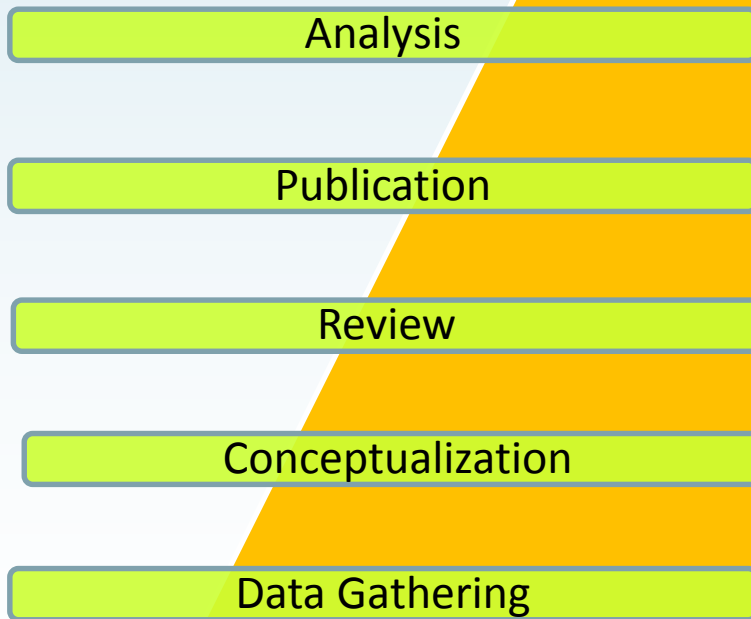 Analysis
Publication
Review
Conceptualization
Data Gathering